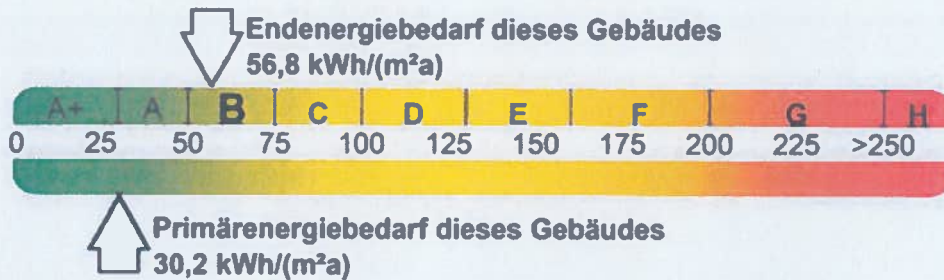 Endenergiebedarf dieses Gebäudes
56,8 kWh/(m²a)
A+ A B C D E F G H
0 25 50 75 100 125 150 175 200 225 >250
Primärenergiebedarf dieses Gebäudes
30,2 kWh/(m²a)